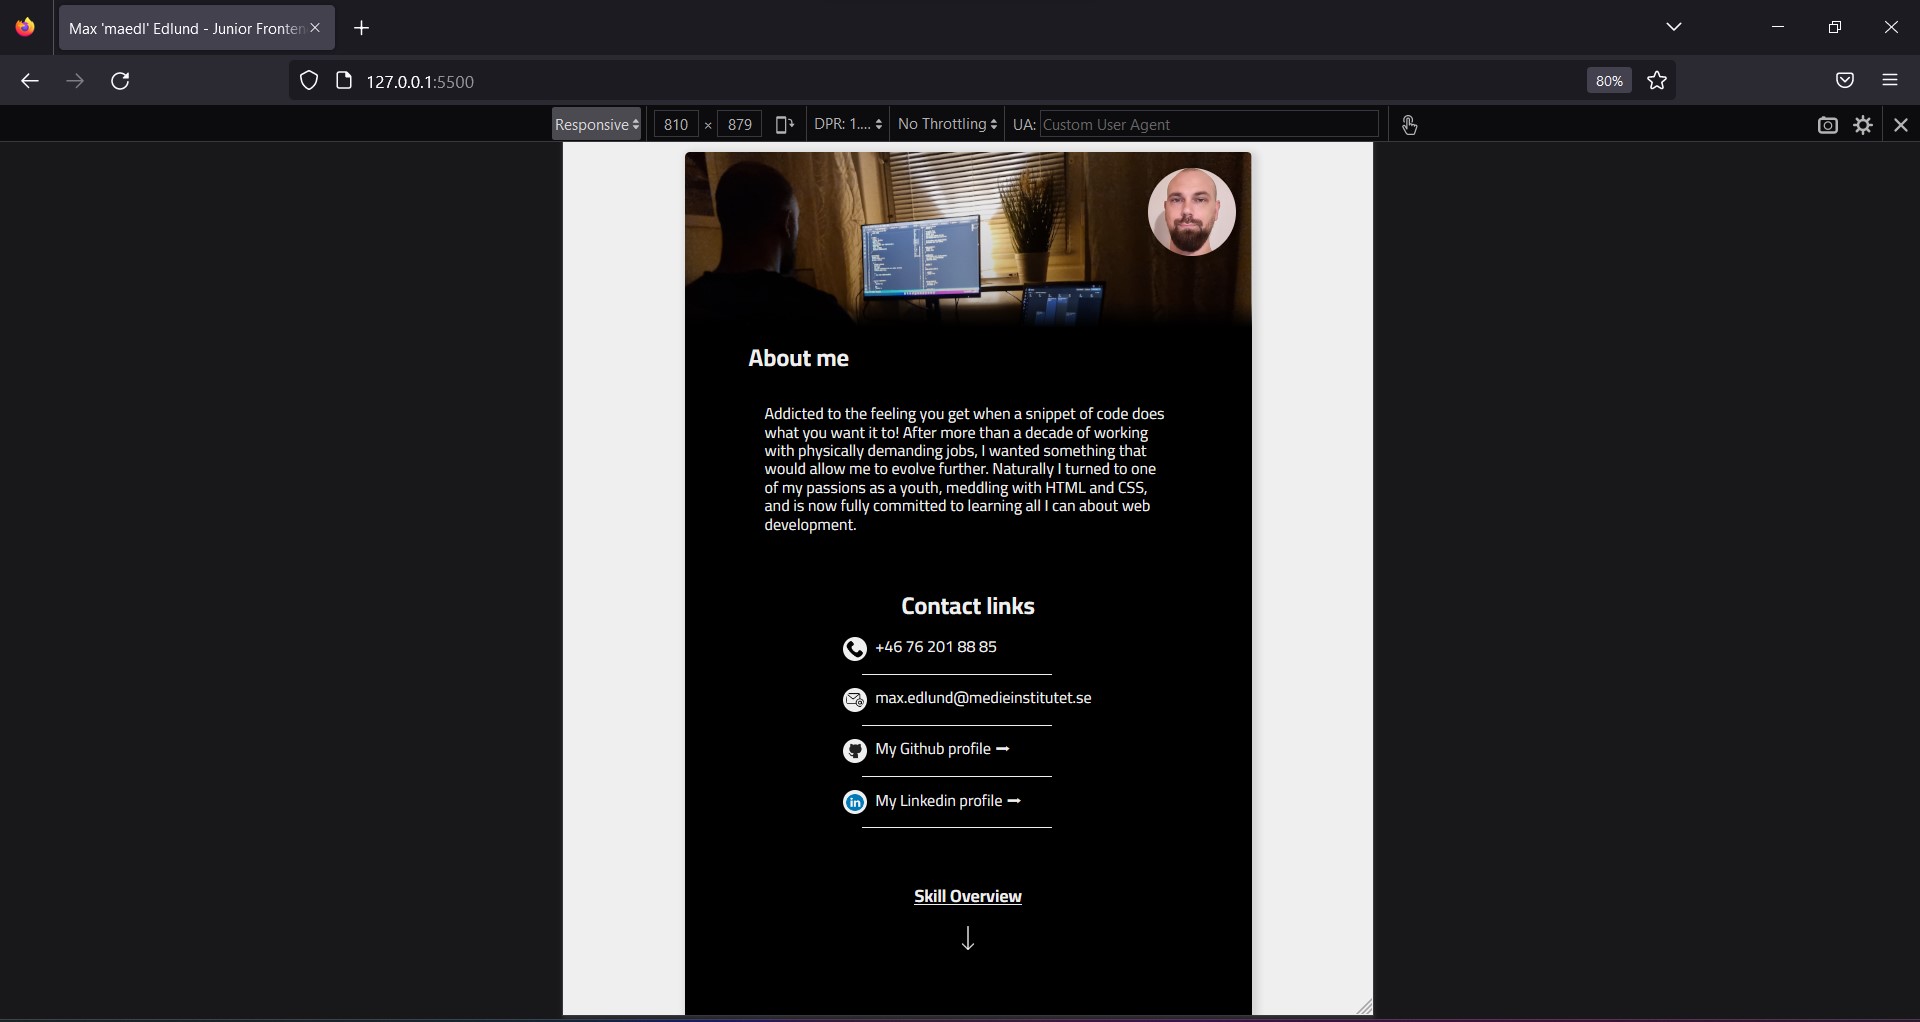 Max 'maedl' Edlund - Junior Fronten
127.0.0.1:5500
80%
Responsive
810 × 879
DPR: 1....
No Throttling
UA: Custom User Agent
About me
Addicted to the feeling you get when a snippet of code does
what you want it to! After more than a decade of working
with physically demanding jobs, I wanted something that
would allow me to evolve further. Naturally I turned to one
of my passions as a youth, meddling with HTML and CSS,
and is now fully committed to learning all I can about web
development.
Contact links
+46 76 201 88 85
max.edlund@medieinstitutet.se
My Github profile ➞
in My Linkedin profile ➞
Skill Overview
↓